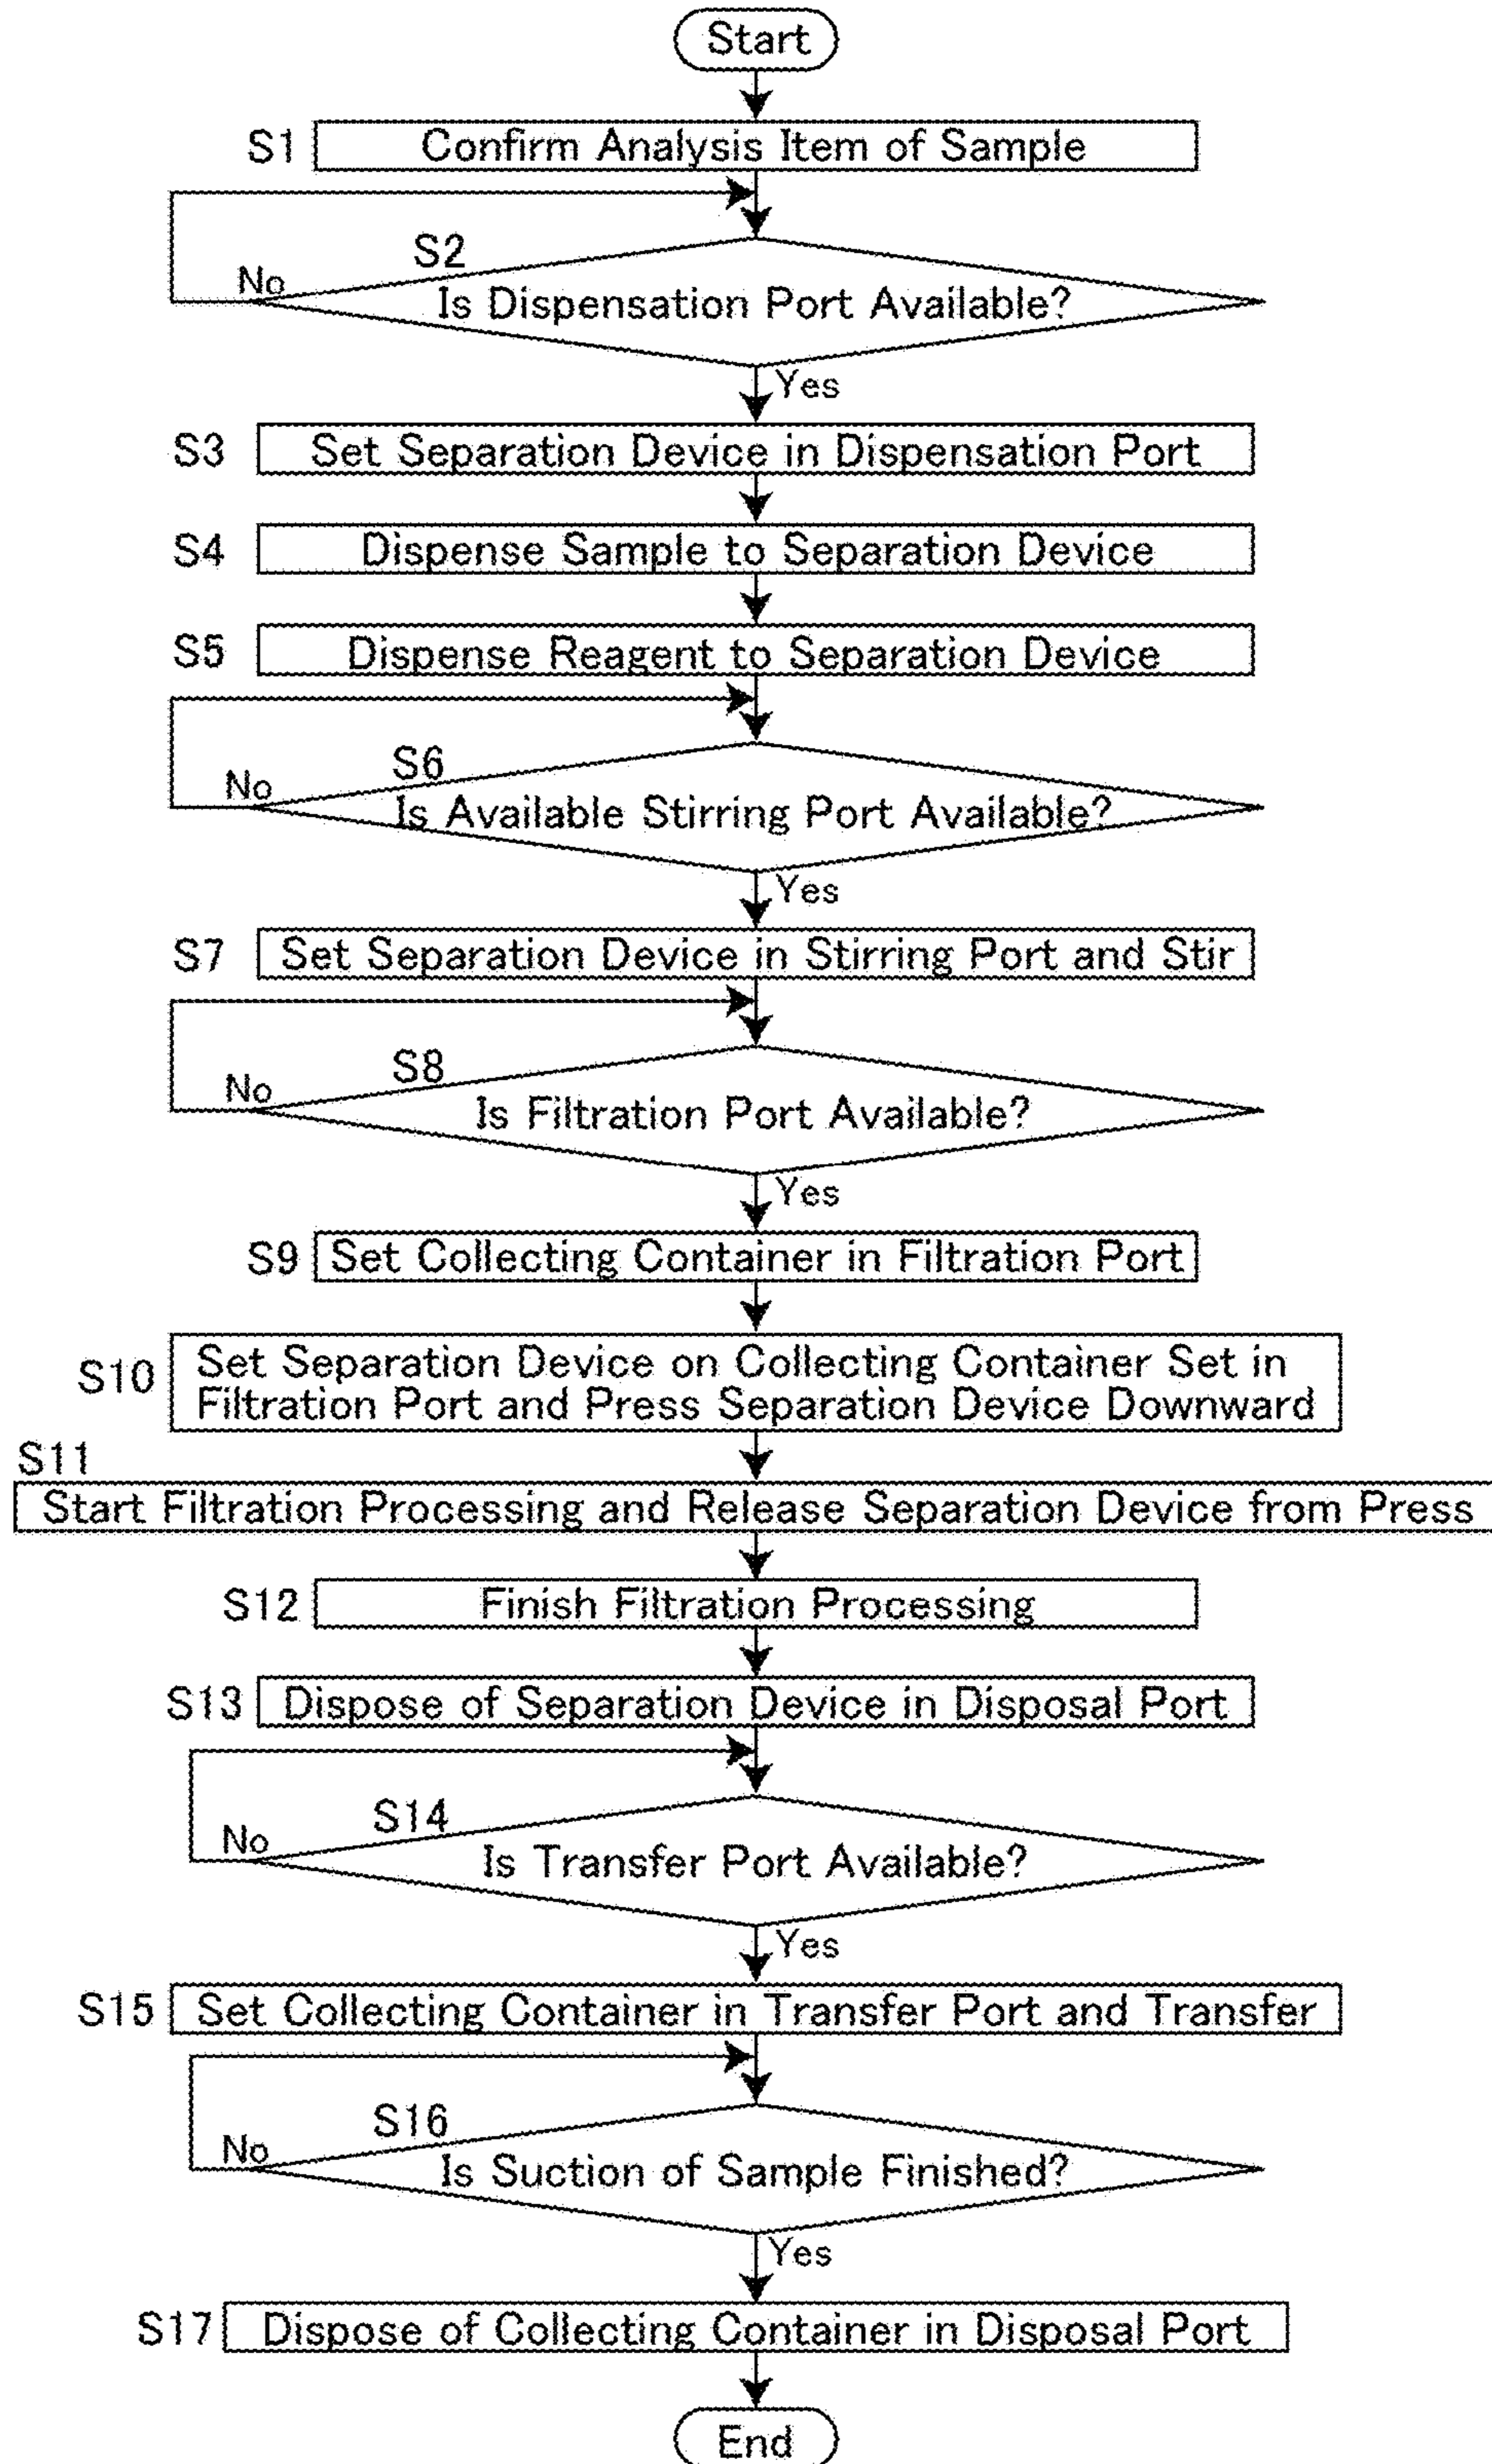 Start
S1 Confirm Analysis Item of Sample
S2
No
Is Dispensation Port Available?
Yes
S3 Set Separation Device in Dispensation Port
S4 Dispense Sample to Separation Device
S5 Dispense Reagent to Separation Device
S6
No
Is Available Stirring Port Available?
Yes
S7 Set Separation Device in Stirring Port and Stir
S8
No
Is Filtration Port Available?
Yes
S9 Set Collecting Container in Filtration Port
S10 Set Separation Device on Collecting Container Set in
Filtration Port and Press Separation Device Downward
S11
Start Filtration Processing and Release Separation Device from Press
S12 Finish Filtration Processing
S13 Dispose of Separation Device in Disposal Port
S14
No
Is Transfer Port Available?
Yes
S15 Set Collecting Container in Transfer Port and Transfer
S16
No
Is Suction of Sample Finished?
Yes
S17 Dispose of Collecting Container in Disposal Port
End